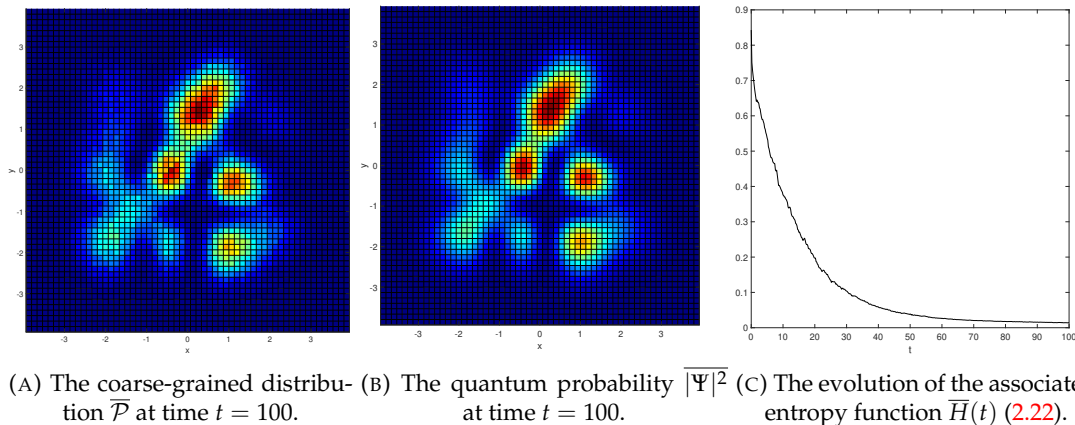 3
2
1
0
-1
-2
-3
y
-3 -2 -1 0 1 2 3
x
3
2
1
0
-1
-2
-3
y
-3 -2 -1 0 1 2 3
x
0.9
0.8
0.7
0.6
0.5
0.4
0.3
0.2
0.1
0
0 10 20 30 40 50 60 70 80 90 100
t
(A) The coarse-grained distribu-
tion P̅ at time t = 100.
(B) The quantum probability \overline{|Ψ|²}
at time t = 100.
(C) The evolution of the associate
entropy function H̅(t) (2.22).